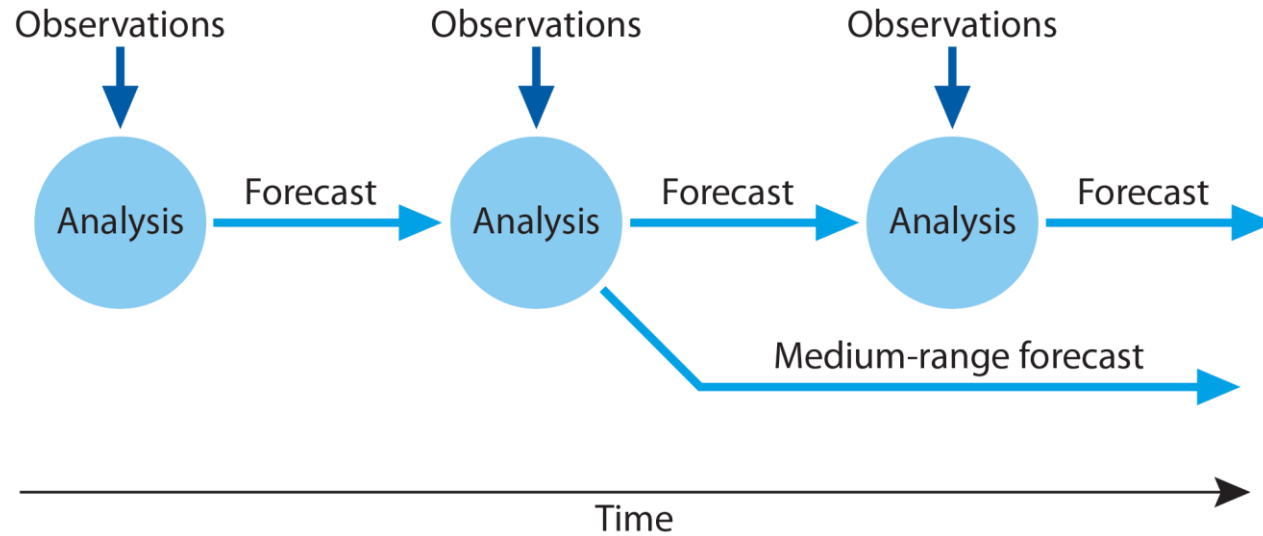 Observations
Observations
Observations
Analysis
Forecast
Analysis
Forecast
Analysis
Forecast
Medium-range forecast
Time